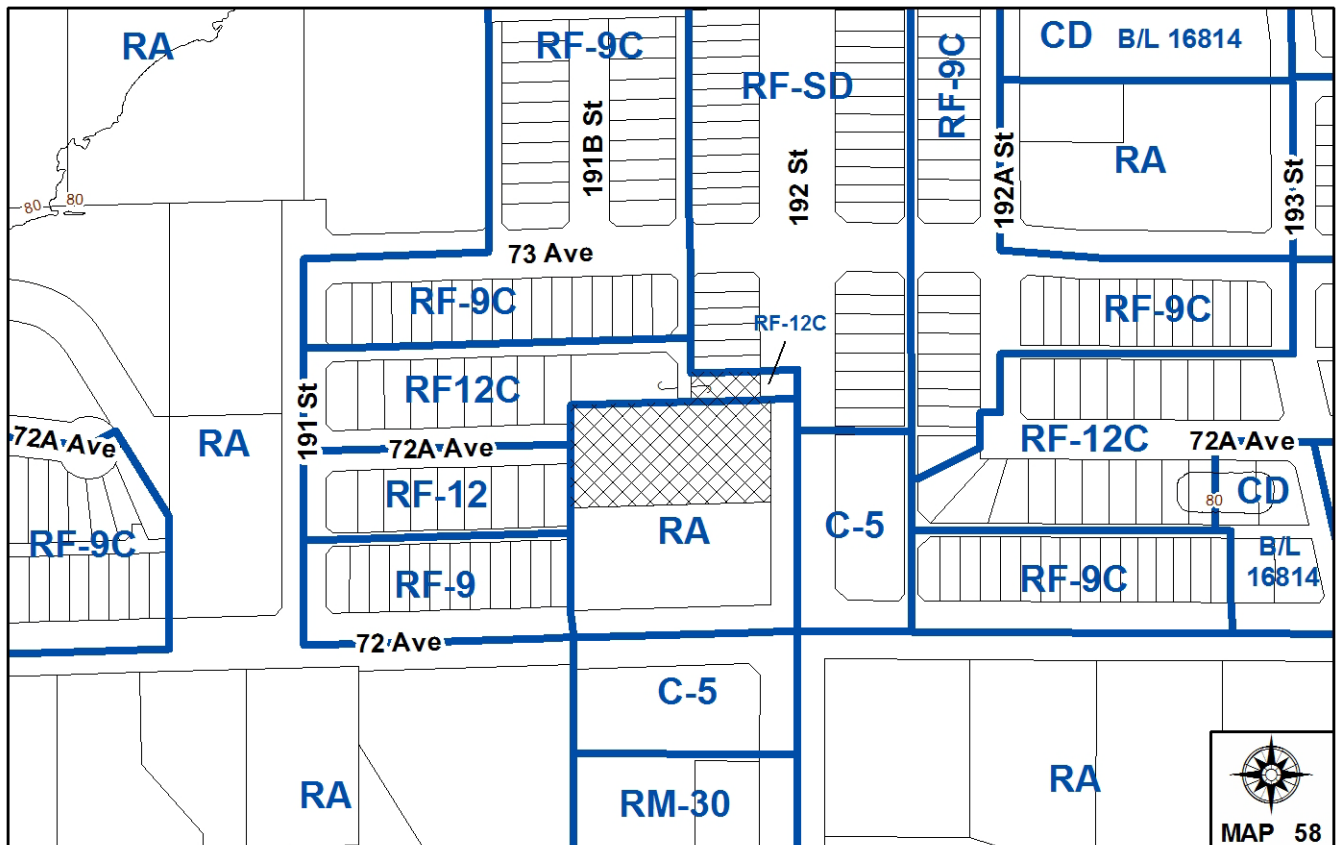 RA
RF-9C
RF-SD
RF-9C
CD B/L 16814
191B St
192 St
192A St
RA
193 St
80
80
73 Ave
RF-9C
RF-12C
RF-9C
RF12C
191 St
72A Ave
RA
72A Ave
RF-12C
72A Ave
RF-12
80
CD
RF-9C
RA
C-5
B/L
16814
RF-9
RF-9C
72 Ave
C-5
RA
RM-30
RA
MAP 58